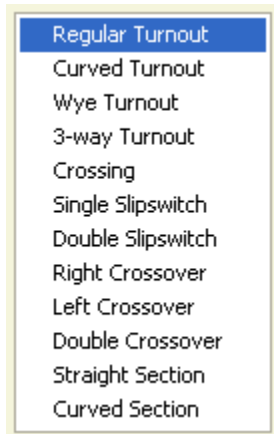 Regular Turnout
Curved Turnout
Wye Turnout
3-way Turnout
Crossing
Single Slipswitch
Double Slipswitch
Right Crossover
Left Crossover
Double Crossover
Straight Section
Curved Section